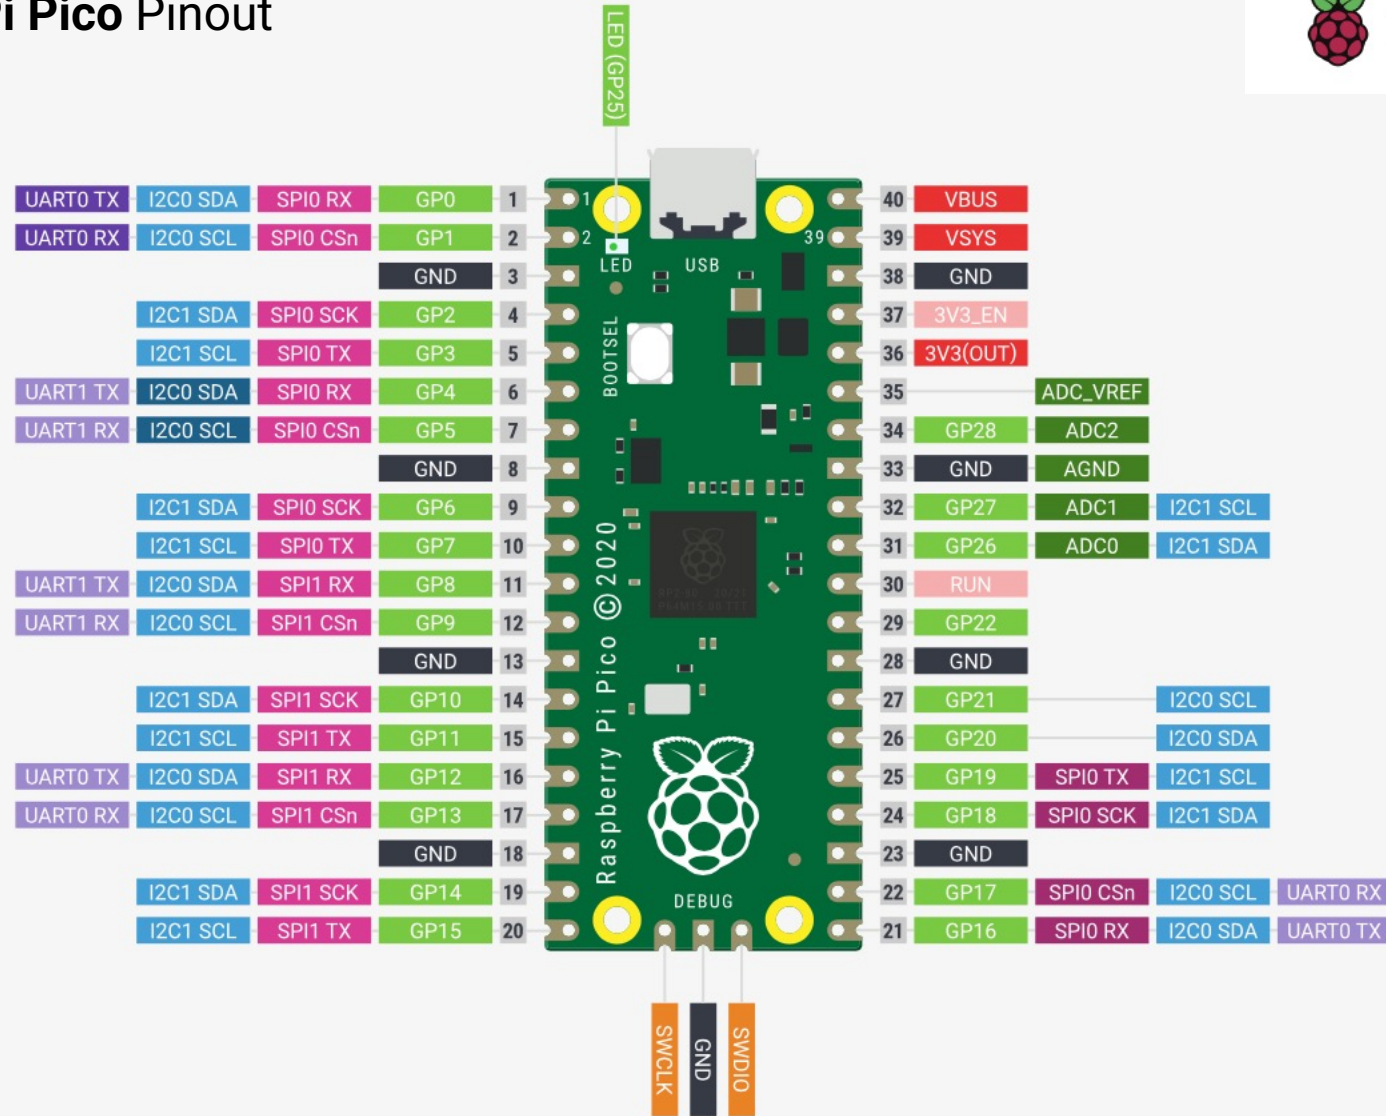 i Pico Pinout
LED (GP25)
UART0 TX I2C0 SDA SPI0 RX GP0 1 1 40 VBUS
UART0 RX I2C0 SCL SPI0 CSn GP1 2 2 39 39 VSYS
LED USB
GND 3 38 GND
I2C1 SDA SPI0 SCK GP2 4 37 3V3_EN
I2C1 SCL SPI0 TX GP3 5 BOOTSEL 36 3V3(OUT)
UART1 TX I2C0 SDA SPI0 RX GP4 6 35 ADC_VREF
UART1 RX I2C0 SCL SPI0 CSn GP5 7 34 GP28 ADC2
GND 8 33 GND AGND
I2C1 SDA SPI0 SCK GP6 9 32 GP27 ADC1 I2C1 SCL
I2C1 SCL SPI0 TX GP7 10 31 GP26 ADC0 I2C1 SDA
UART1 TX I2C0 SDA SPI1 RX GP8 11 30 RUN
UART1 RX I2C0 SCL SPI1 CSn GP9 12 29 GP22
GND 13 28 GND
Raspberry Pi Pico © 2020
I2C1 SDA SPI1 SCK GP10 14 27 GP21 I2C0 SCL
I2C1 SCL SPI1 TX GP11 15 26 GP20 I2C0 SDA
UART0 TX I2C0 SDA SPI1 RX GP12 16 25 GP19 SPI0 TX I2C1 SCL
UART0 RX I2C0 SCL SPI1 CSn GP13 17 24 GP18 SPI0 SCK I2C1 SDA
GND 18 23 GND
I2C1 SDA SPI1 SCK GP14 19 22 GP17 SPI0 CSn I2C0 SCL UART0 RX
DEBUG
I2C1 SCL SPI1 TX GP15 20 21 GP16 SPI0 RX I2C0 SDA UART0 TX
SWCLK GND SWDIO